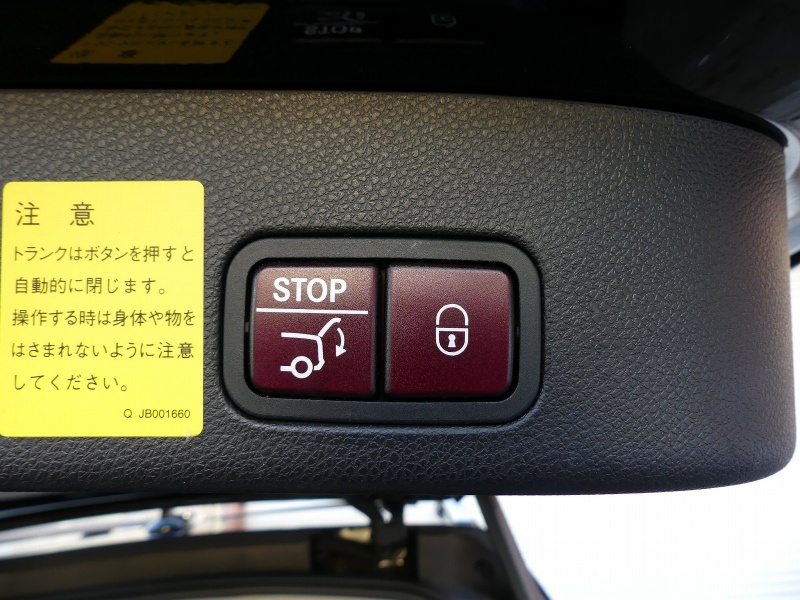 注 意
トランクはボタンを押すと
自動的に閉じます。
操作する時は身体や物を
はさまれないように注意
してください。
Q JB001660
STOP